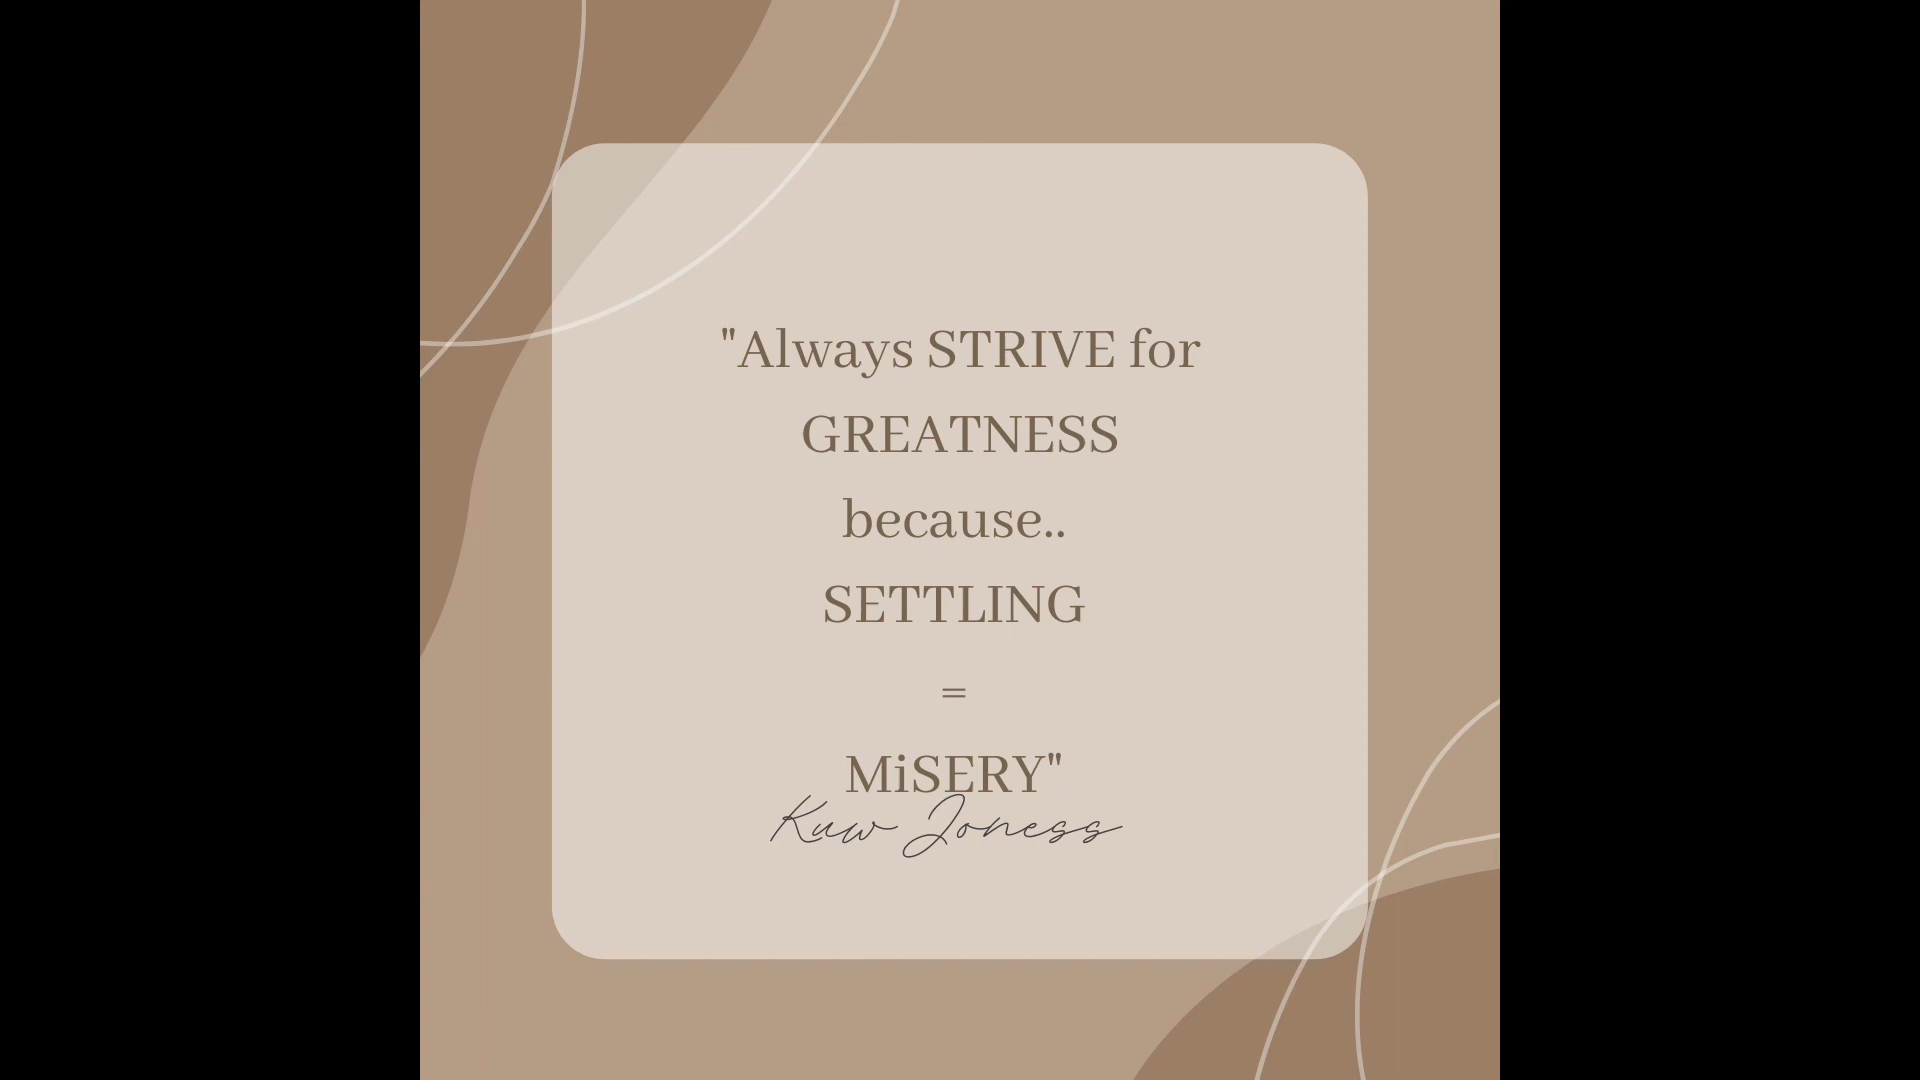 "Always STRIVE for
GREATNESS
because..
SETTLING
=
MiSERY"
Kuw Joness